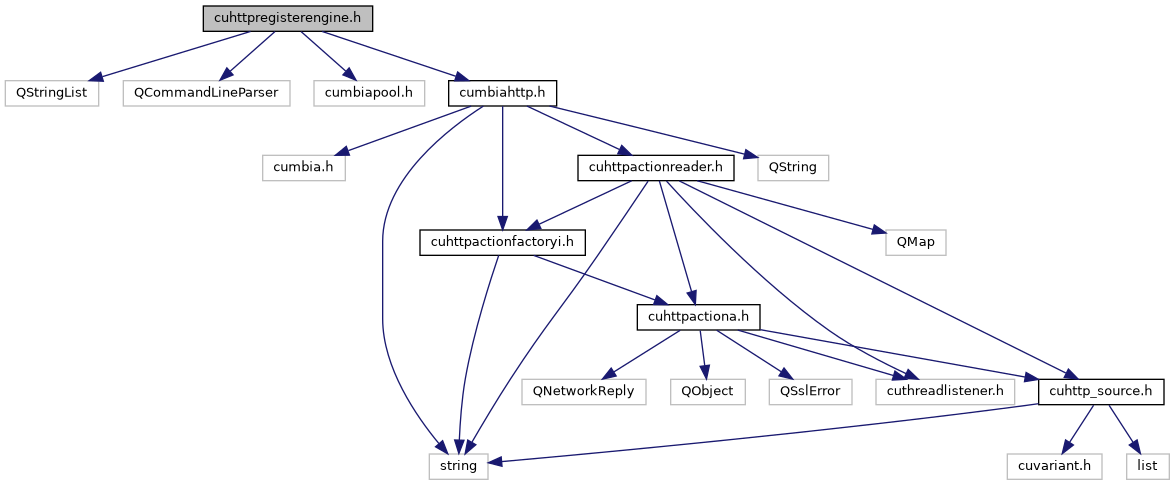 cuhttpregisterengine.h
QStringList
QCommandLineParser
cumbiapool.h
cumbiahttp.h
cumbia.h
cuhttpactionreader.h
QString
cuhttpactionfactoryi.h
QMap
cuhttpactiona.h
QNetworkReply
QObject
QSslError
cuthreadlistener.h
cuhttp_source.h
string
cuvariant.h
list